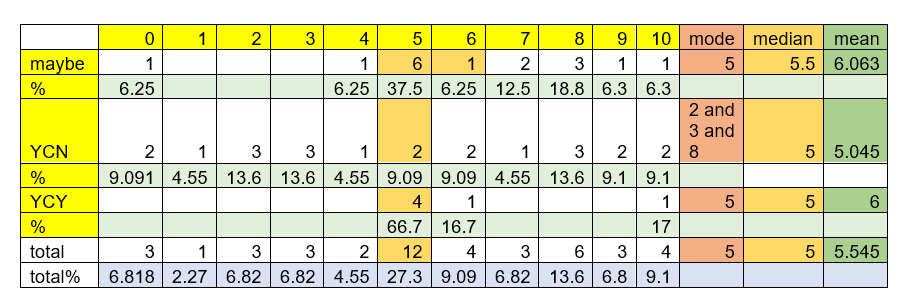 0 1 2 3 4 5 6 7 8 9 10 mode median mean
maybe 1 1 6 1 2 3 1 1 5 5.5 6.063
% 6.25 6.25 37.5 6.25 12.5 18.8 6.3 6.3
2 and
3 and
YCN 2 1 3 3 1 2 2 1 3 2 2 8 5 5.045
% 9.091 4.55 13.6 13.6 4.55 9.09 9.09 4.55 13.6 9.1 9.1
YCY 4 1 1 5 5 6
% 66.7 16.7 17
total 3 1 3 3 2 12 4 3 6 3 4 5 5 5.545
total% 6.818 2.27 6.82 6.82 4.55 27.3 9.09 6.82 13.6 6.8 9.1